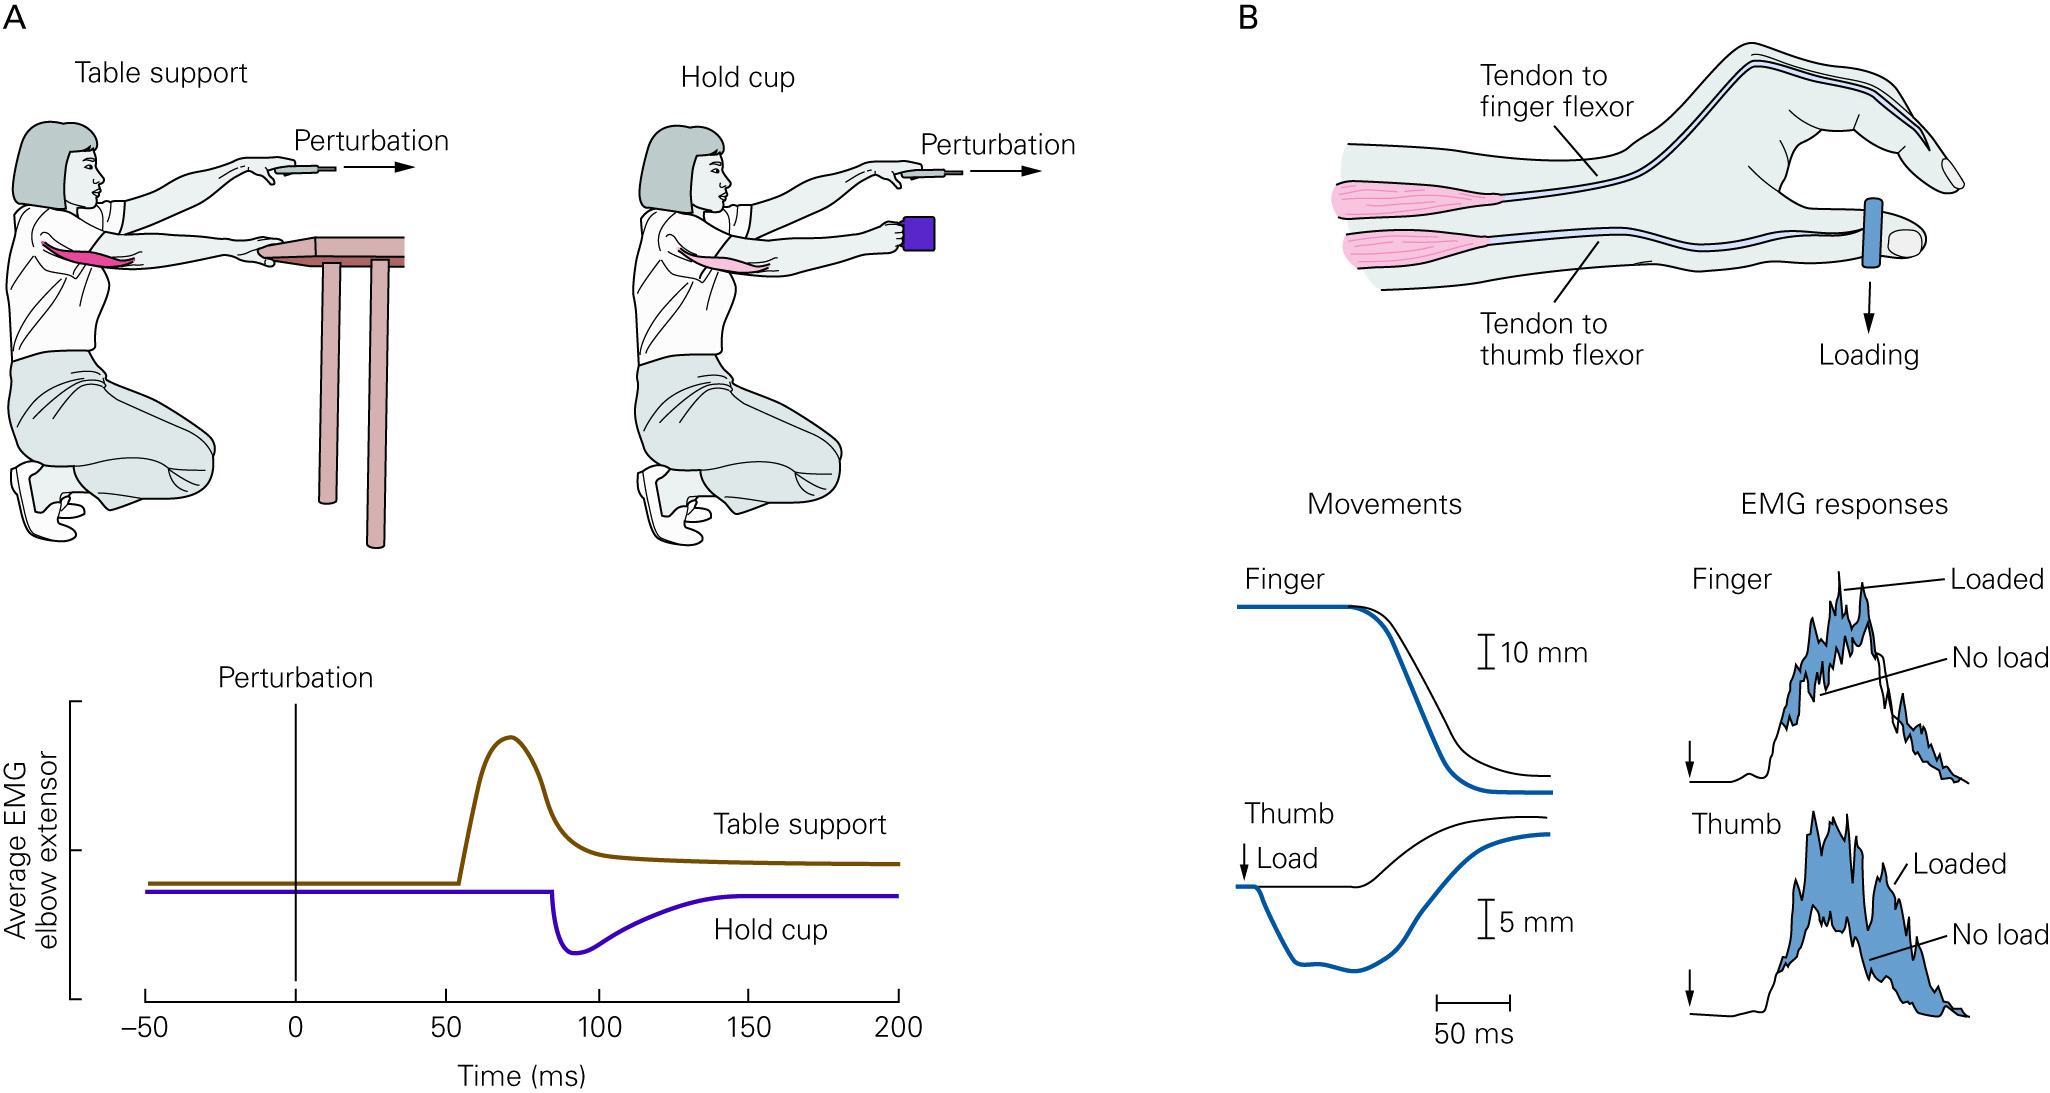 A
Table support
Perturbation
Hold cup
Perturbation
Perturbation
Average EMG
elbow extensor
Table support
Hold cup
–50
0
50
100
150
200
Time (ms)
B
Tendon to
finger flexor
Tendon to
thumb flexor
Loading
Movements
Finger
10 mm
Thumb
Load
5 mm
50 ms
EMG responses
Finger
Loaded
No load
Thumb
Loaded
No load